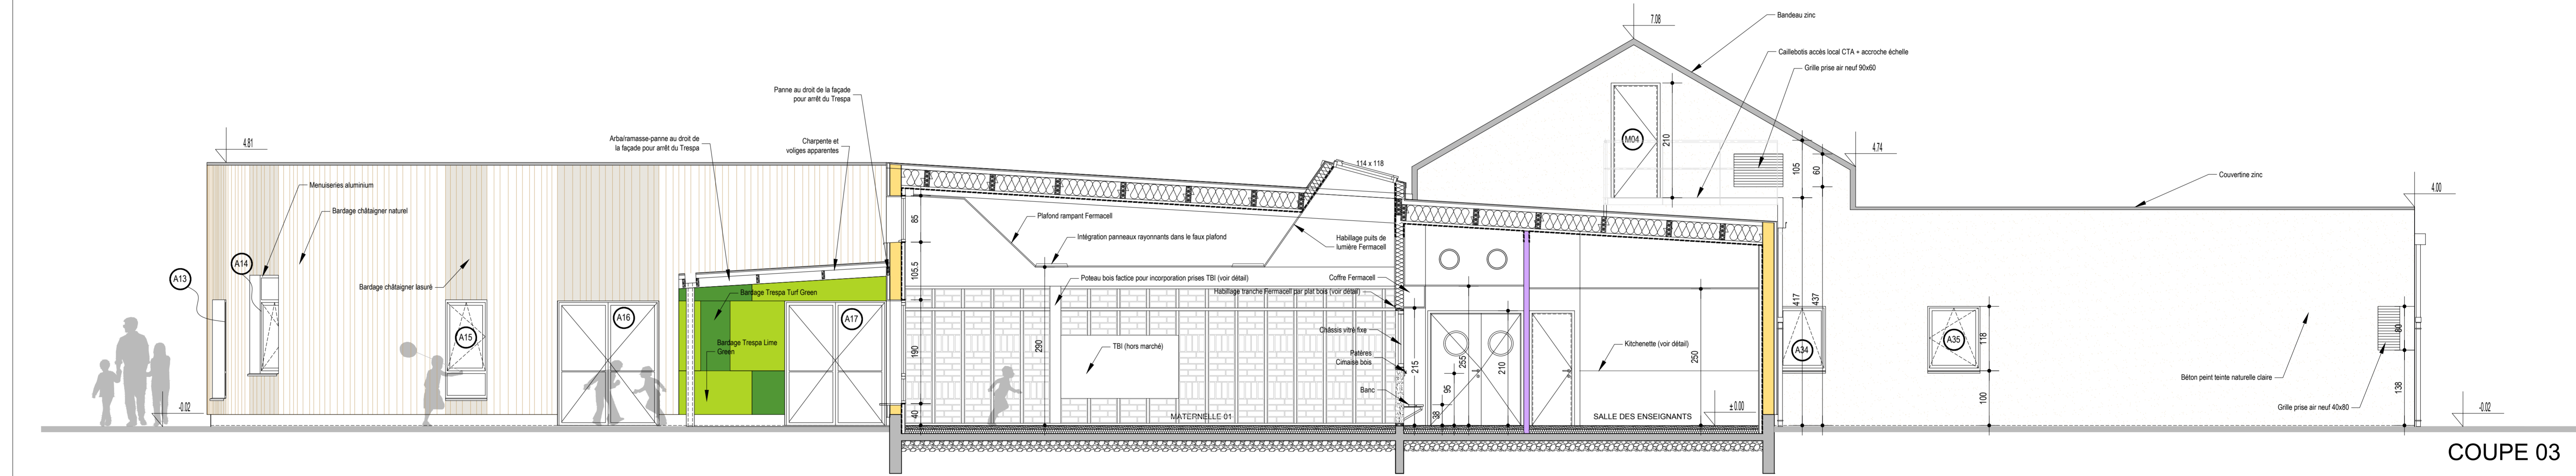 7.08
Bandeau zinc
Caillebotis accès local CTA + accroche échelle
Grille prise air neuf 90x60
Panne au droit de la façade
pour arrêt du Trespa
4.81
Arba/ramasse-panne au droit de
la façade pour arrêt du Trespa
Charpente et
voliges apparentes
M04
210
105
60
4.74
114 x 118
Couvertine zinc
4.00
Menuiseries aluminium
Bardage châtaigner naturel
85
Plafond rampant Fermacell
Intégration panneaux rayonnants dans le faux plafond
Habillage puits de
lumière Fermacell
A13
A14
Bardage châtaigner lasuré
105.5
Poteau bois factice pour incorporation prises TBI (voir détail)
Coffre Fermacell
Bardage Trespa Turf Green
Habillage tranche Fermacell par plat bois (voir détail)
417
437
A15
A16
A17
Châssis vitré fixe
Bardage Trespa Lime
Green
190
290
TBI (hors marché)
Patères
Cimaise bois
Kitchenette (voir détail)
A34
A35
118
80
215
95
255
210
250
Béton peint teinte naturelle claire
Banc
-0.02
40
MATERNELLE 01
38
SALLE DES ENSEIGNANTS
± 0.00
100
138
Grille prise air neuf 40x80
-0.02
COUPE 03